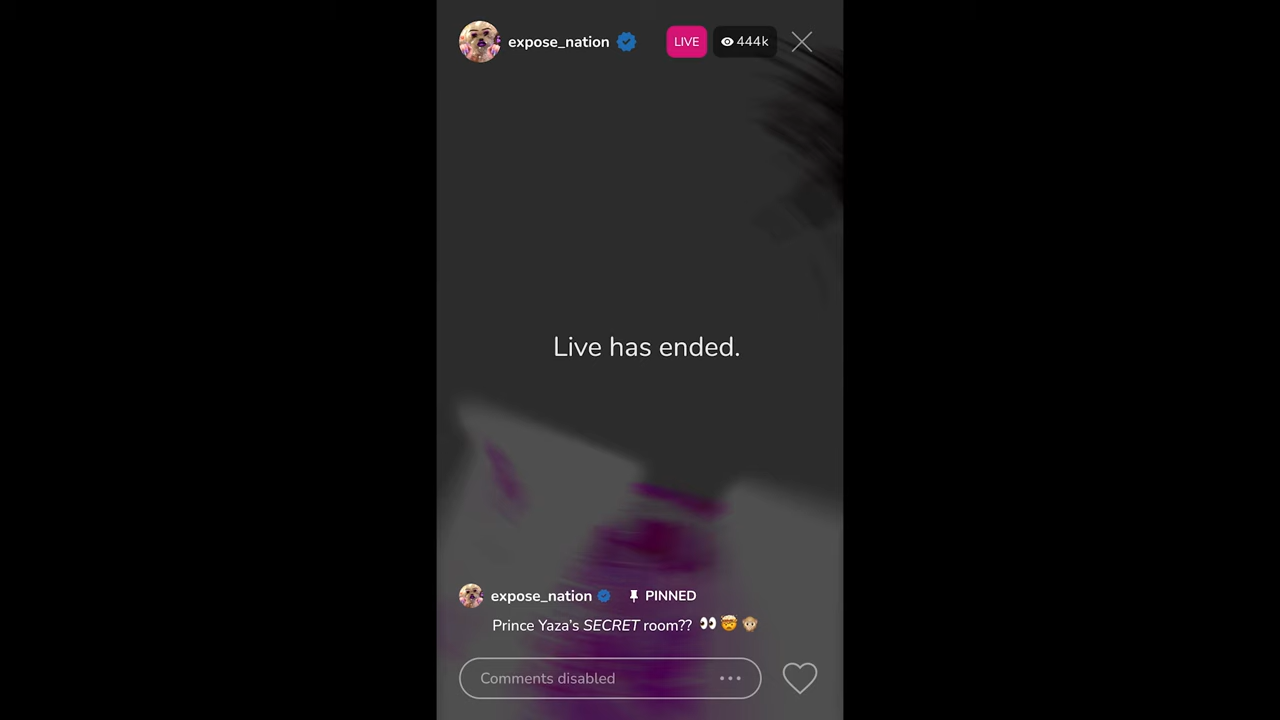 expose_nation LIVE 444k
Live has ended.
expose_nation PINNED
Prince Yaza's SECRET room?? 👀🤯🙊
Comments disabled